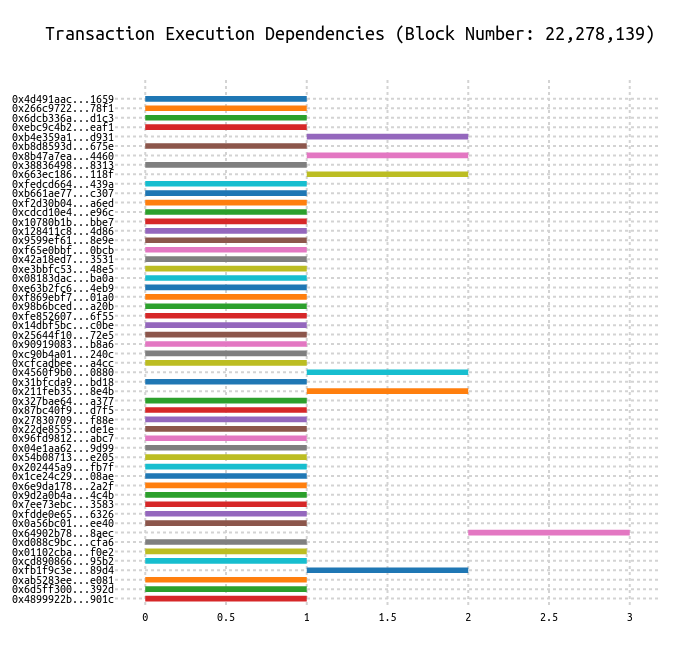 Transaction Execution Dependencies (Block Number: 22,278,139)
0x4d491aac...1659
0x266c9722...78f1
0x6dcb336a...d1c3
0xebc9c4b2...eaf1
0xb4e359a1...d931
0xb8d8593d...675e
0x8b47a7ea...4460
0x38836498...8313
0x663ec186...118f
0xfedcd664...439a
0xb661ae77...c307
0xf2d30b04...a6ed
0xcdcd10e4...e96c
0x10780b1b...bbe7
0x128411c8...4d86
0x9599ef61...8e9e
0xf65e0bbf...0bcb
0x42a18ed7...3531
0xe3bbfc53...48e5
0x08183dac...ba0a
0xe63b2fc6...4eb9
0xf869ebf7...01a0
0x98b6bced...a20b
0xfe852607...6f55
0x14dbf5bc...c0be
0x25644f10...72e5
0x90919083...b8a6
0xc90b4a01...240c
0xcfcadbee...a4cc
0x4560f9b0...0880
0x31bfcda9...bd18
0x211feb35...8e4b
0x327bae64...a377
0x87bc40f9...d7f5
0x27830709...f88e
0x22de8555...de1e
0x96fd9812...abc7
0x04e1aa62...9d99
0x54b08713...e205
0x202445a9...fb7f
0x1ce24c29...08ae
0x6e9da178...2a2f
0x9d2a0b4a...4c4b
0x7ee73ebc...3583
0xfdde0e65...6326
0x0a56bc01...ee40
0x64902b78...8aec
0xd088c9bc...cfa6
0x01102cba...f0e2
0xcd890866...95b2
0xfb1f9c3e...89d4
0xab5283ee...e081
0x6d5ff300...392d
0x4899922b...901c
0 0.5 1 1.5 2 2.5 3